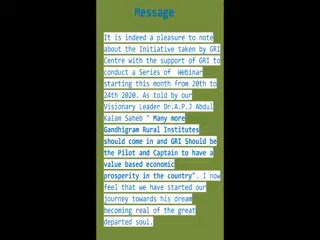 Message
It is indeed a pleasure to note
about the Initiative taken by GRI
Centre with the support of GRI to
conduct a Series of Webinar
starting this month from 20th to
24th 2020. As told by our
Visionary Leader Dr.A.P.J Abdul
Kalam Saheb " Many more
Gandhigram Rural Institutes
should come in and GRI Should be
the Pilot and Captain to have a
value based economic
prosperity in the country". I now
feel that we have started our
journey towards his dream
becoming real of the great
departed soul.